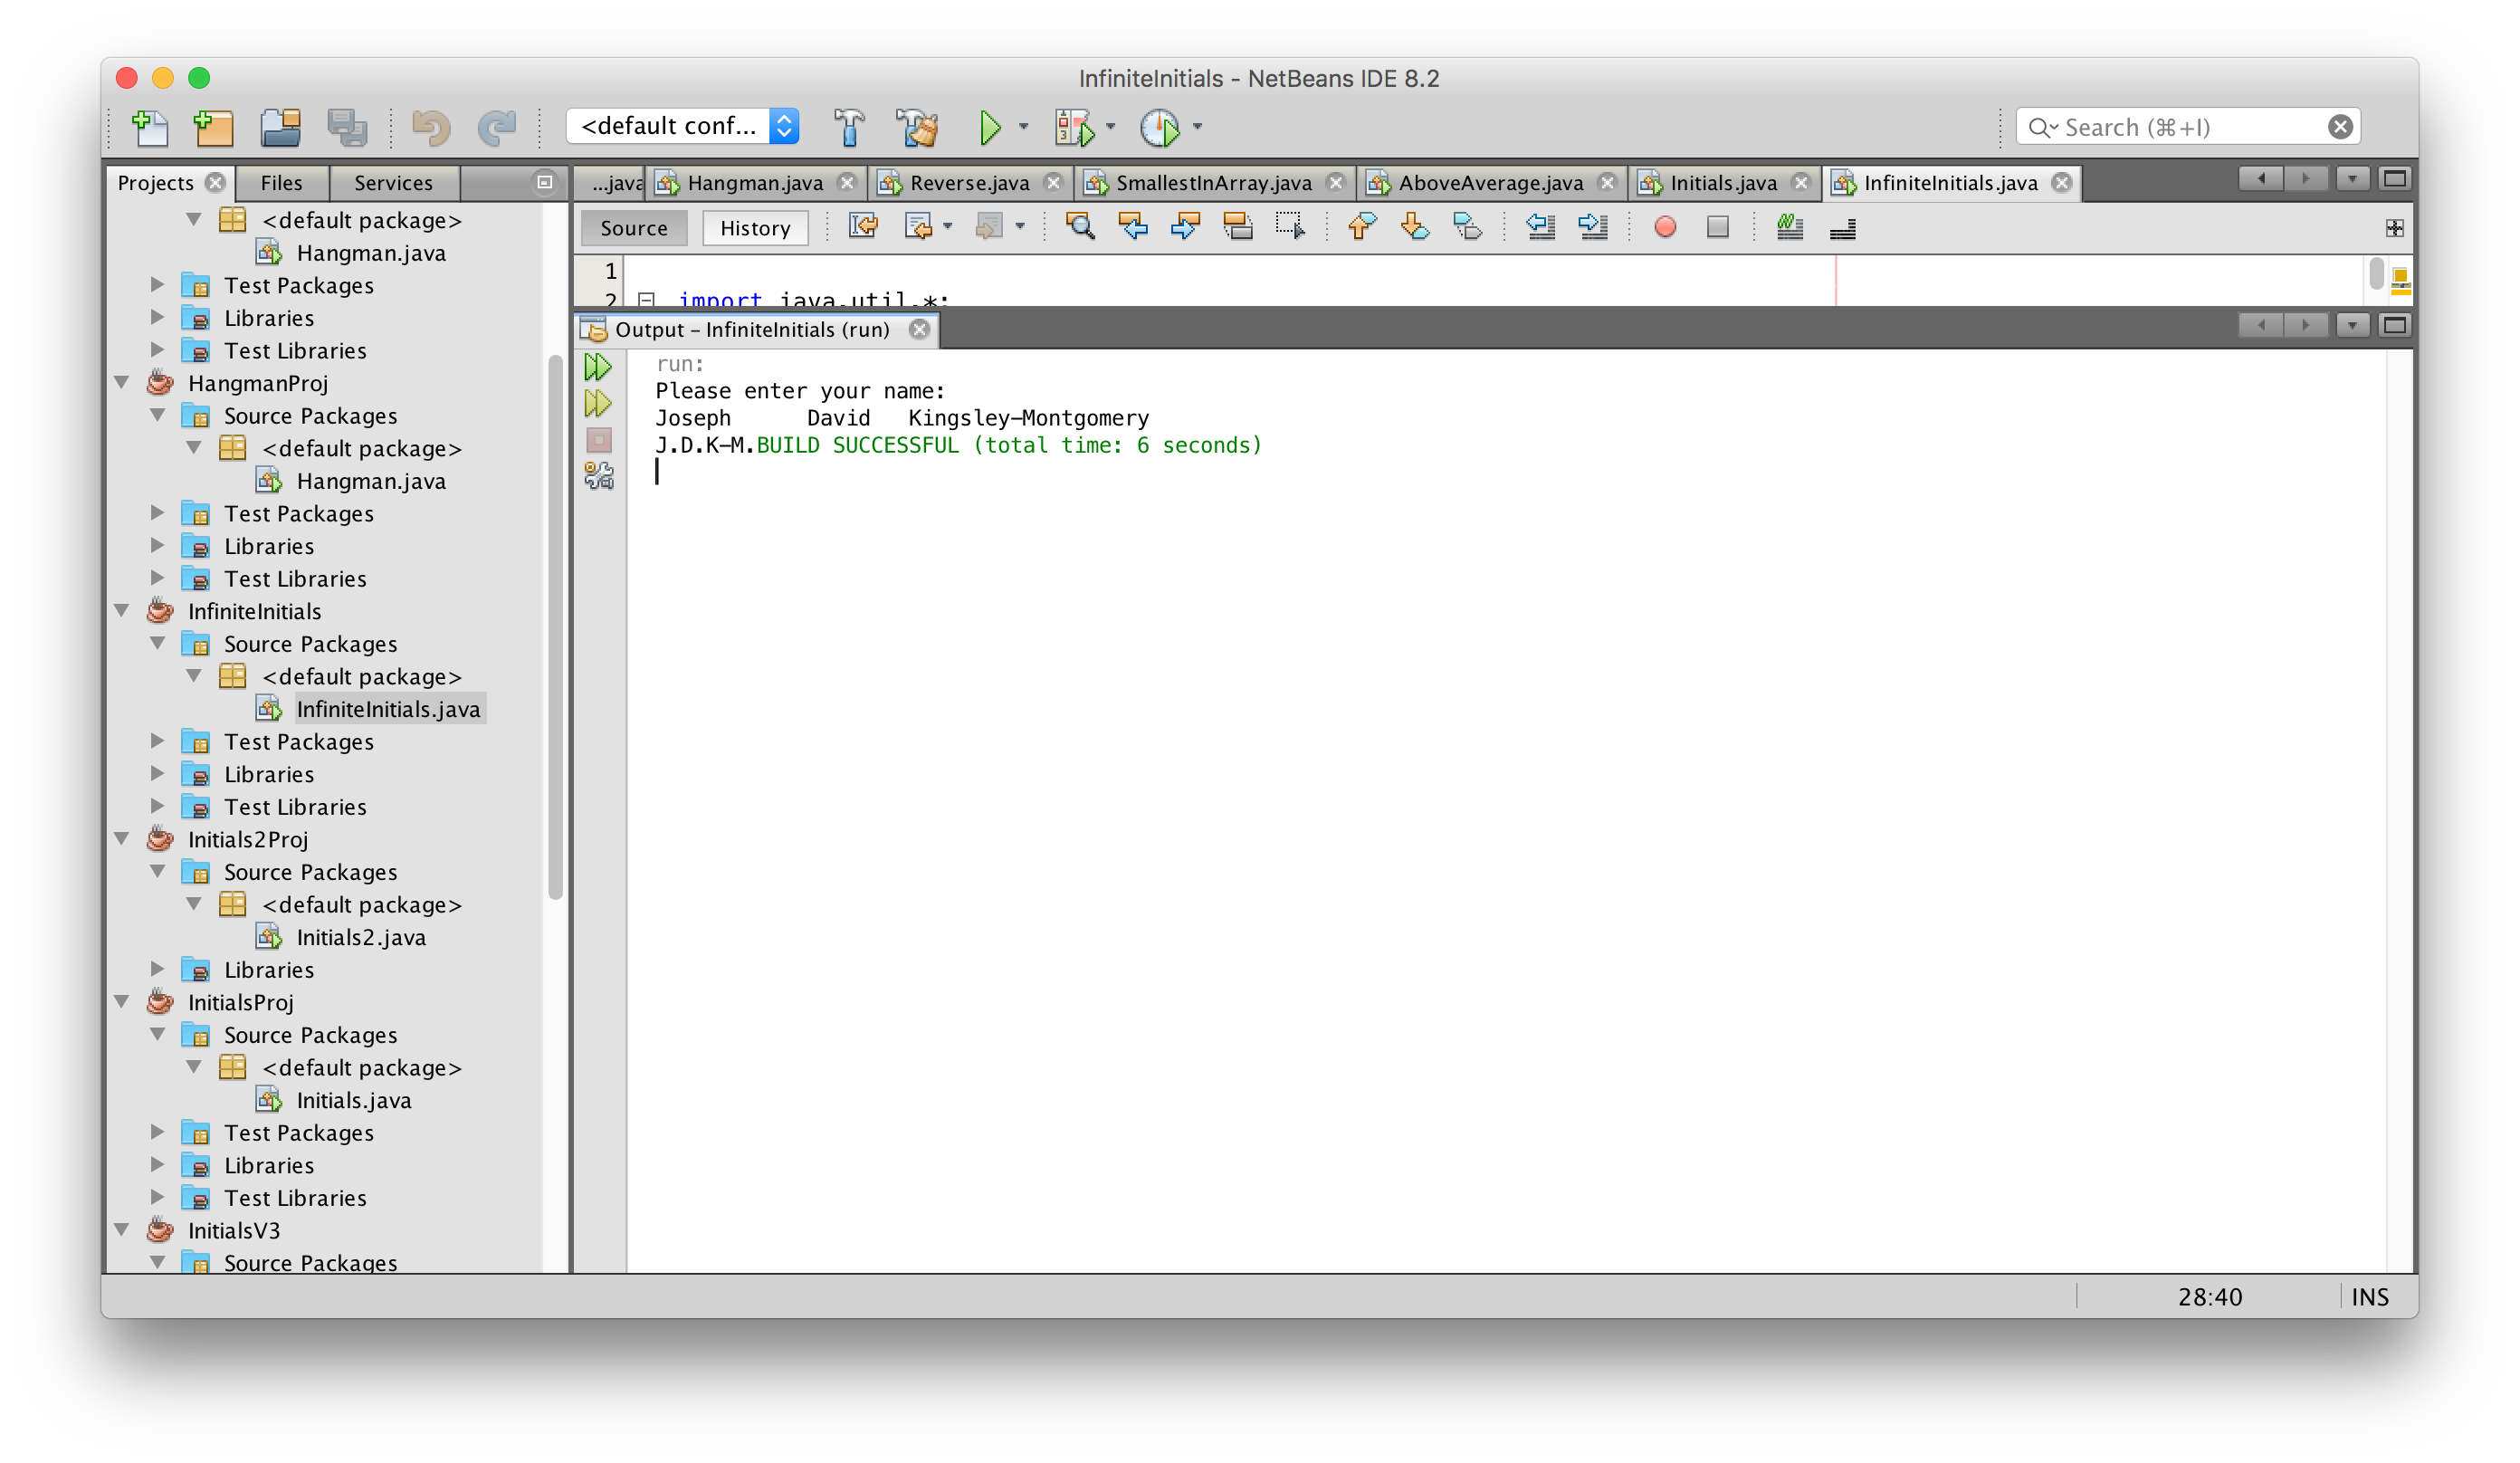 InfiniteInitials - NetBeans IDE 8.2
<default conf...
Search (⌘+I)
Projects Files Services
...java Hangman.java Reverse.java SmallestInArray.java AboveAverage.java Initials.java InfiniteInitials.java
Source History
<default package>
Hangman.java
Test Packages
Libraries
Test Libraries
HangmanProj
Source Packages
<default package>
Hangman.java
Test Packages
Libraries
Test Libraries
InfiniteInitials
Source Packages
<default package>
InfiniteInitials.java
Test Packages
Libraries
Test Libraries
Initials2Proj
Source Packages
<default package>
Initials2.java
Libraries
InitialsProj
Source Packages
<default package>
Initials.java
Test Packages
Libraries
Test Libraries
InitialsV3
Source Packages
1
2 import java.util.*;
Output - InfiniteInitials (run)
run:
Please enter your name:
Joseph      David   Kingsley-Montgomery
J.D.K-M.BUILD SUCCESSFUL (total time: 6 seconds)
28:40 INS